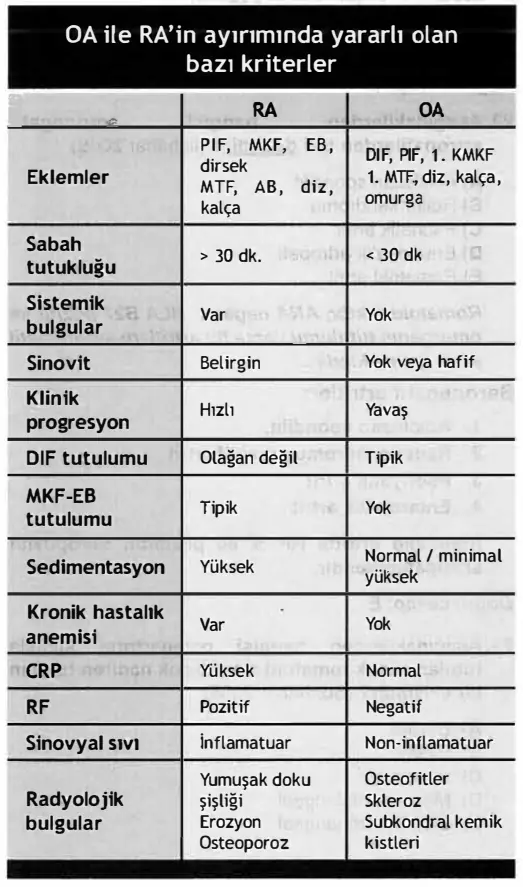 OA ile RA'in ayırımında yararlı olan
bazı kriterler
RA OA
Eklemler
PIF, MKF, EB,
dirsek
MTF, AB, diz,
kalça
DIF, PIF, 1. KMKF
1. MTF, diz, kalça,
omurga
Sabah
tutukluğu
> 30 dk.
< 30 dk
Sistemik
bulgular
Var
Yok
Sinovit
Belirgin
Yok veya hafif
Klinik
progresyon
Hızlı
Yavaş
DIF tutulumu
Olağan değil
Tipik
MKF-EB
tutulumu
Tipik
Yok
Sedimentasyon
Yüksek
Normal / minimal
yüksek
Kronik hastalık
anemisi
Var
Yok
CRP
Yüksek
Normal
RF
Pozitif
Negatif
Sinovyal sıvı
İnflamatuar
Non-inflamatuar
Radyolojik
bulgular
Yumuşak doku
şişliği
Erozyon
Osteoporoz
Osteofitler
Skleroz
Subkondral kemik
kistleri